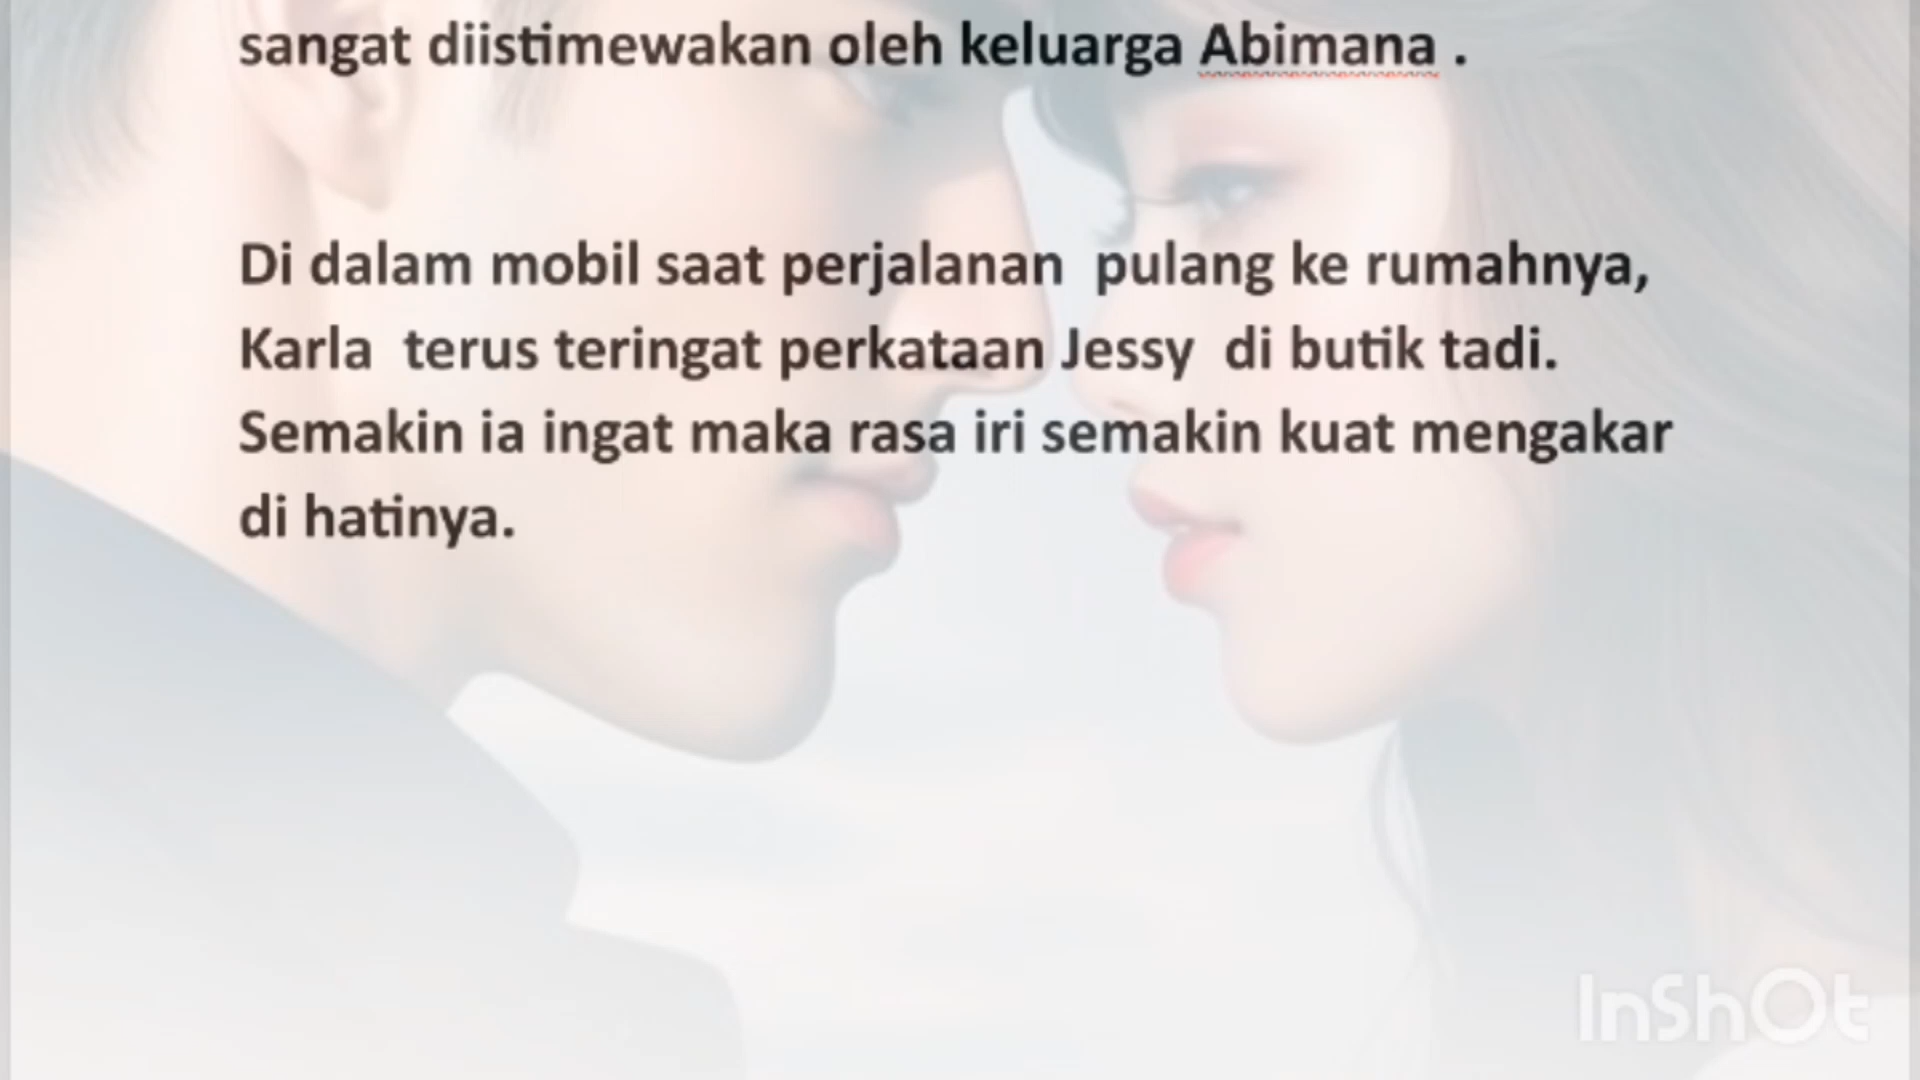 sangat diistimewakan oleh keluarga Abimana .
Di dalam mobil saat perjalanan  pulang ke rumahnya,
Karla  terus teringat perkataan Jessy  di butik tadi.
Semakin ia ingat maka rasa iri semakin kuat mengakar
di hatinya.
InShOt